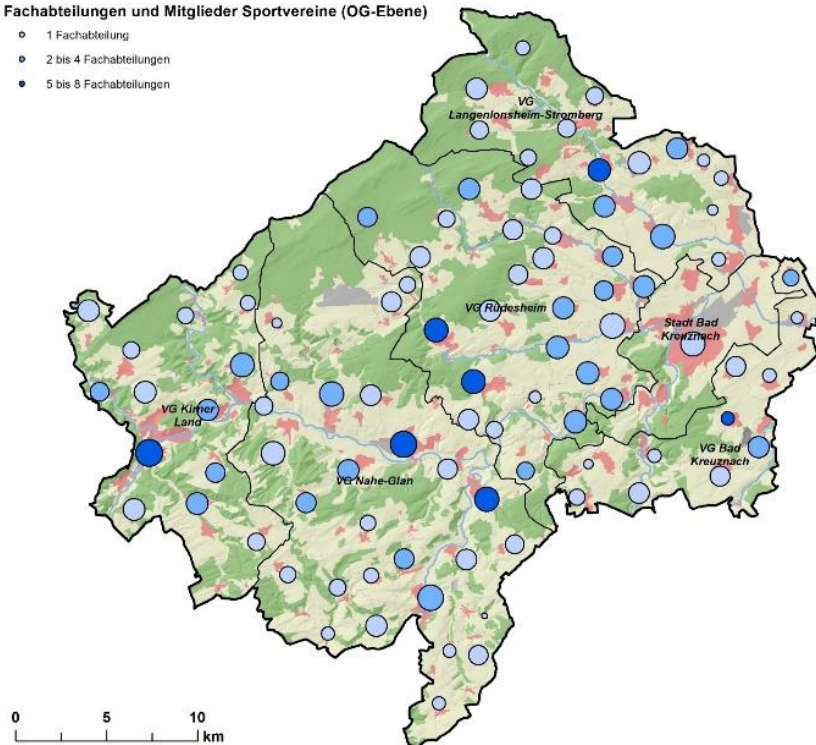 Fachabteilungen und Mitglieder Sportvereine (OG-Ebene)
1 Fachabteilung
2 bis 4 Fachabteilungen
5 bis 8 Fachabteilungen
VG
Langenlonsheim-Stromberg
VG Rüdesheim
Stadt Bad
Kreuznach
VG Kirner
Land
VG Bad
Kreuznach
VG Nahe-Glan
0 5 10
km